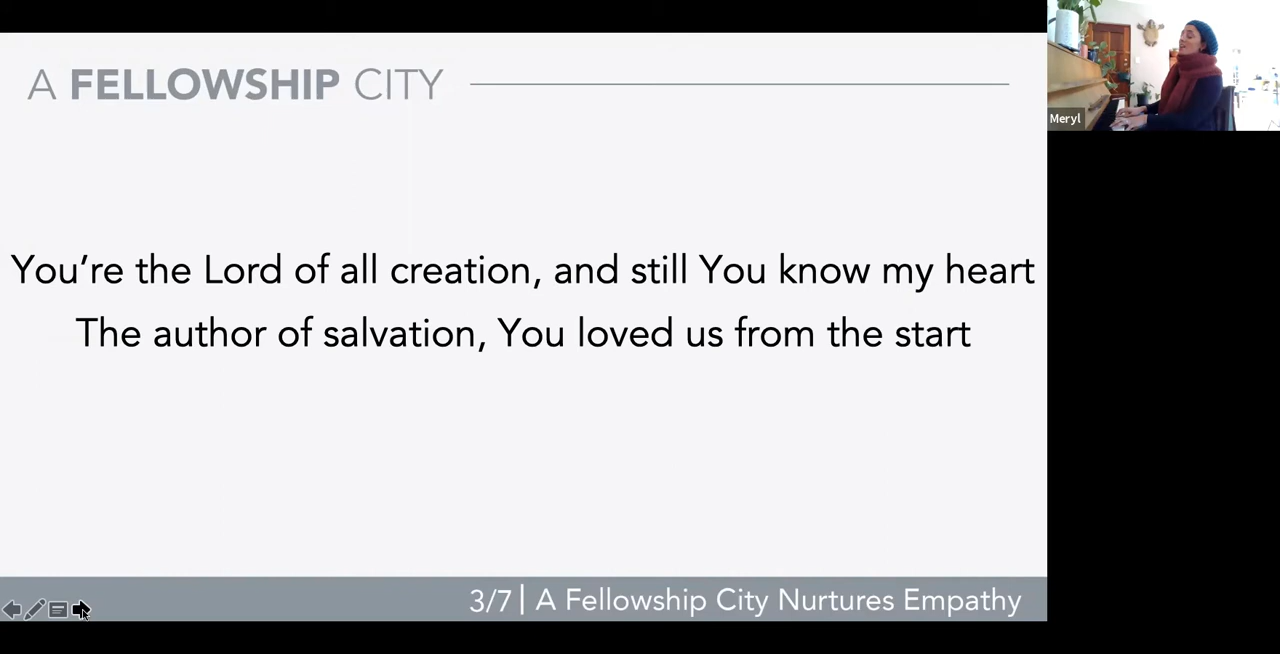 A FELLOWSHIP CITY
Meryl
You're the Lord of all creation, and still You know my heart
The author of salvation, You loved us from the start
3/7 | A Fellowship City Nurtures Empathy